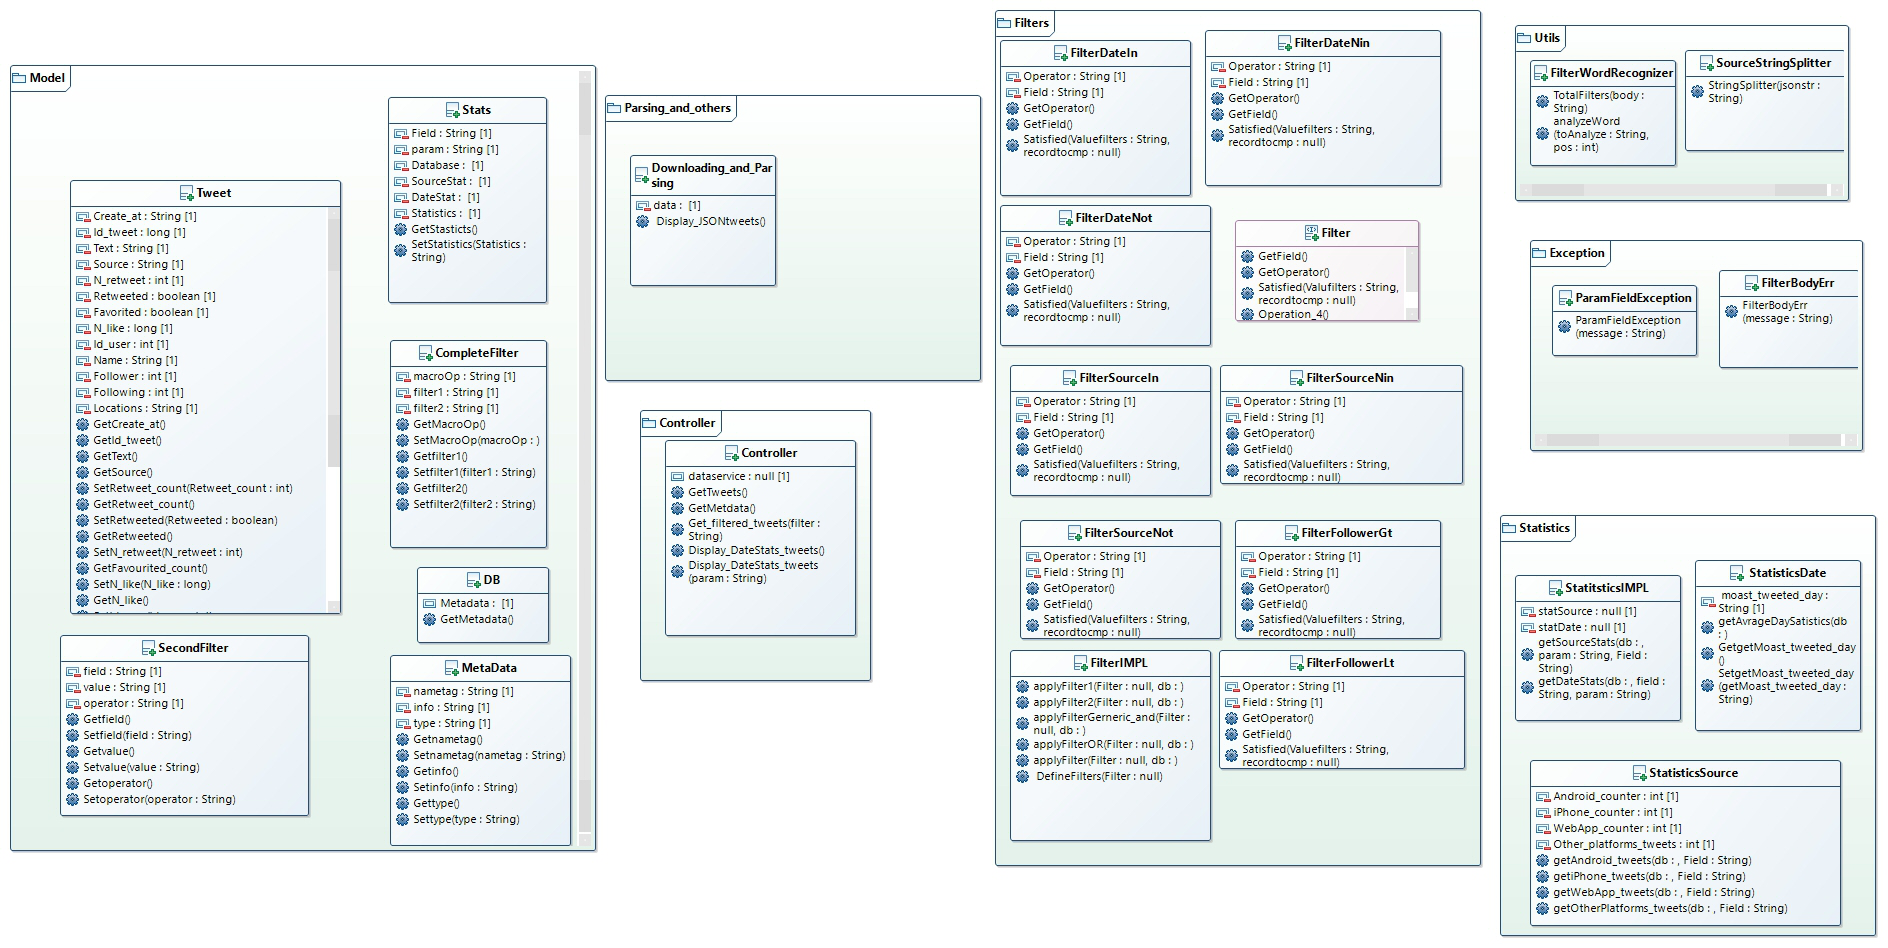 Model
Tweet
Create_at : String [1]
Id_tweet : long [1]
Text : String [1]
Source : String [1]
N_retweet : int [1]
Retweeted : boolean [1]
Favorited : boolean [1]
N_like : long [1]
Id_user : int [1]
Name : String [1]
Follower : int [1]
Following : int [1]
Locations : String [1]
GetCreate_at()
GetId_tweet()
GetText()
GetSource()
SetRetweet_count(Retweet_count : int)
GetRetweet_count()
SetRetweeted(Retweeted : boolean)
GetRetweeted()
SetN_retweet(N_retweet : int)
GetFavourited_count()
SetN_like(N_like : long)
GetN_like()
SecondFilter
field : String [1]
value : String [1]
operator : String [1]
Getfield()
Setfield(field : String)
Getvalue()
Setvalue(value : String)
Getoperator()
Setoperator(operator : String)
Stats
Field : String [1]
param : String [1]
Database :  [1]
SourceStat :  [1]
DateStat :  [1]
Statistics :  [1]
GetStasticts()
SetStatistics(Statistics :
String)
CompleteFilter
macroOp : String [1]
filter1 : String [1]
filter2 : String [1]
GetMacroOp()
SetMacroOp(macroOp : )
Getfilter1()
Setfilter1(filter1 : String)
Getfilter2()
Setfilter2(filter2 : String)
DB
Metadata :  [1]
GetMetadata()
MetaData
nametag : String [1]
info : String [1]
type : String [1]
Getnametag()
Setnametag(nametag : String)
Getinfo()
Setinfo(info : String)
Gettype()
Settype(type : String)
Parsing_and_others
Downloading_and_Par
sing
data :  [1]
Display_JSONtweets()
Controller
Controller
dataservice : null [1]
GetTweets()
GetMetdata()
Get_filtered_tweets(filter :
String)
Display_DateStats_tweets()
Display_DateStats_tweets
(param : String)
Filters
FilterDateIn
Operator : String [1]
Field : String [1]
GetOperator()
GetField()
Satisfied(Valuefilters : String,
recordtocmp : null)
FilterDateNin
Operator : String [1]
Field : String [1]
GetOperator()
GetField()
Satisfied(Valuefilters : String,
recordtocmp : null)
FilterDateNot
Operator : String [1]
Field : String [1]
GetOperator()
GetField()
Satisfied(Valuefilters : String,
recordtocmp : null)
Filter
GetField()
GetOperator()
Satisfied(Valuefilters : String,
recordtocmp : null)
Operation_4()
FilterSourceIn
Operator : String [1]
Field : String [1]
GetOperator()
GetField()
Satisfied(Valuefilters : String,
recordtocmp : null)
FilterSourceNin
Operator : String [1]
Field : String [1]
GetOperator()
GetField()
Satisfied(Valuefilters : String,
recordtocmp : null)
FilterSourceNot
Operator : String [1]
Field : String [1]
GetOperator()
GetField()
Satisfied(Valuefilters : String,
recordtocmp : null)
FilterFollowerGt
Operator : String [1]
Field : String [1]
GetOperator()
GetField()
Satisfied(Valuefilters : String,
recordtocmp : null)
FilterIMPL
applyFilter1(Filter : null, db : )
applyFilter2(Filter : null, db : )
applyFilterGerneric_and(Filter :
null, db : )
applyFilterOR(Filter : null, db : )
applyFilter(Filter : null, db : )
DefineFilters(Filter : null)
FilterFollowerLt
Operator : String [1]
Field : String [1]
GetOperator()
GetField()
Satisfied(Valuefilters : String,
recordtocmp : null)
Utils
FilterWordRecognizer
TotalFilters(body :
String)
analyzeWord
(toAnalyze : String,
pos : int)
SourceStringSplitter
StringSplitter(jsonstr :
String)
Exception
ParamFieldException
ParamFieldException
(message : String)
FilterBodyErr
FilterBodyErr
(message : String)
Statistics
StatitsticsIMPL
statSource : null [1]
statDate : null [1]
getSourceStats(db : ,
param : String, Field :
String)
getDateStats(db : , field :
String, param : String)
StatisticsDate
moast_tweeted_day :
String [1]
getAvrageDaySatistics(db
: )
GetgetMoast_tweeted_day
()
SetgetMoast_tweeted_day
(getMoast_tweeted_day :
String)
StatisticsSource
Android_counter : int [1]
iPhone_counter : int [1]
WebApp_counter : int [1]
Other_platforms_tweets : int [1]
getAndroid_tweets(db : , Field : String)
getiPhone_tweets(db : , Field : String)
getWebApp_tweets(db : , Field : String)
getOtherPlatforms_tweets(db : , Field : String)